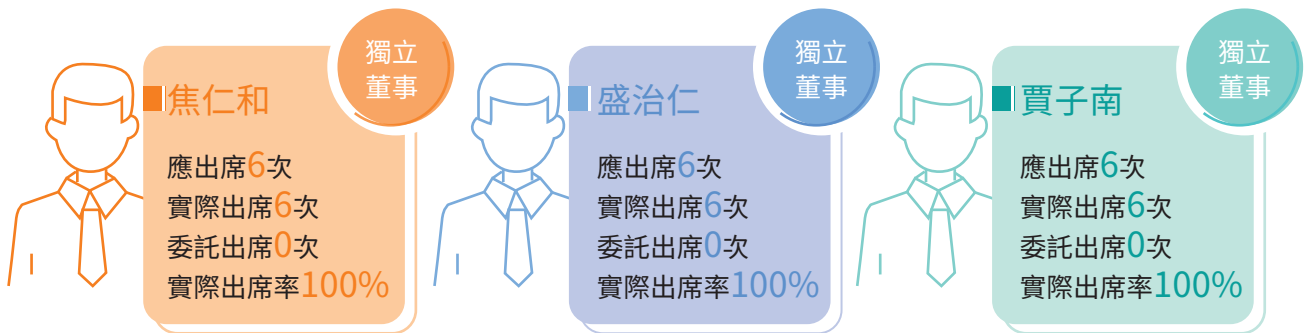 獨立
董事
焦仁和
應出席6次
實際出席6次
委託出席0次
實際出席率100%
獨立
董事
盛治仁
應出席6次
實際出席6次
委託出席0次
實際出席率100%
獨立
董事
賈子南
應出席6次
實際出席6次
委託出席0次
實際出席率100%